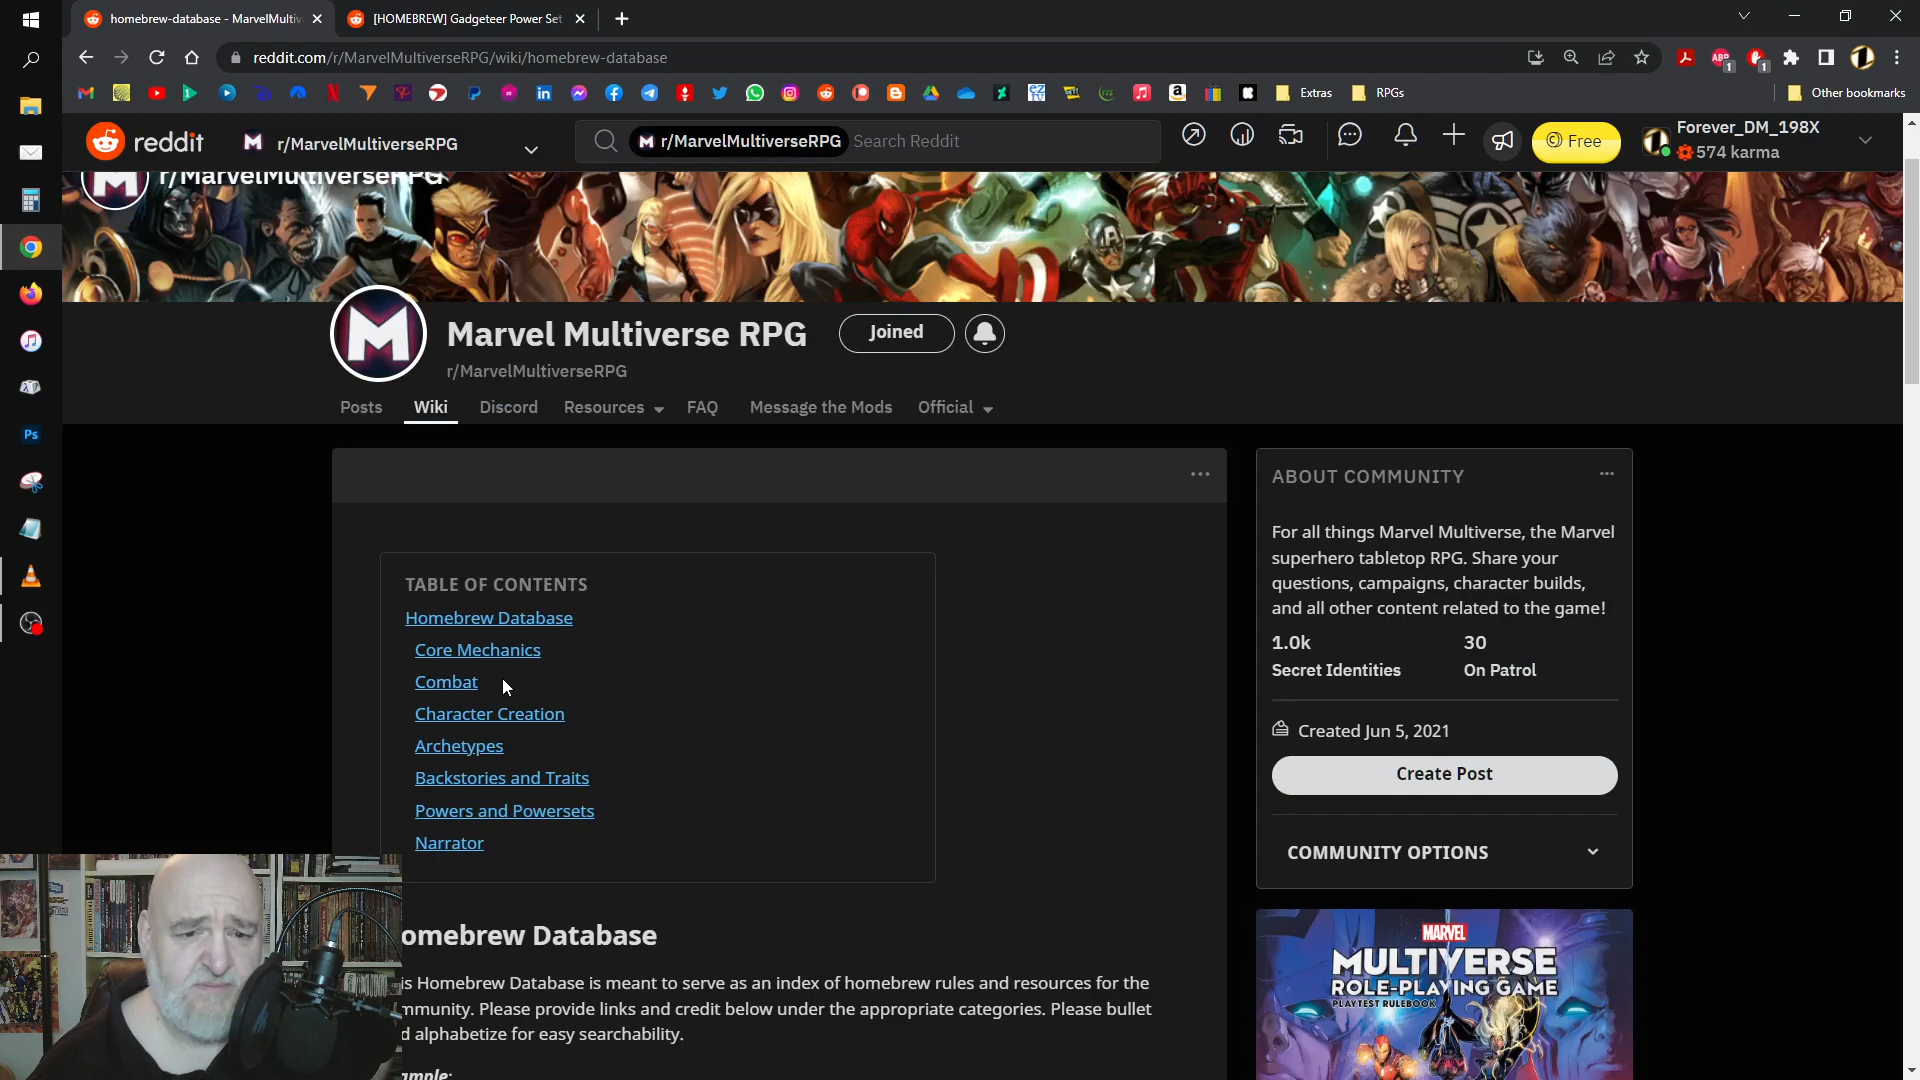 homebrew-database - MarvelMultiv
[HOMEBREW] Gadgeteer Power Set
reddit.com/r/MarvelMultiverseRPG/wiki/homebrew-database
ABP
1
1
Extras
RPGs
Other bookmarks
reddit
r/MarvelMultiverseRPG
r/MarvelMultiverseRPG Search Reddit
Free
Forever_DM_198X
574 karma
r/MarvelMultiverseRPG
Marvel Multiverse RPG
Joined
r/MarvelMultiverseRPG
Posts
Wiki
Discord
Resources
FAQ
Message the Mods
Official
TABLE OF CONTENTS
Homebrew Database
Core Mechanics
Combat
Character Creation
Archetypes
Backstories and Traits
Powers and Powersets
Narrator
omebrew Database
is Homebrew Database is meant to serve as an index of homebrew rules and resources for the
mmunity. Please provide links and credit below under the appropriate categories. Please bullet
d alphabetize for easy searchability.
ample:
ABOUT COMMUNITY
For all things Marvel Multiverse, the Marvel
superhero tabletop RPG. Share your
questions, campaigns, character builds,
and all other content related to the game!
1.0k
30
Secret Identities
On Patrol
Created Jun 5, 2021
Create Post
COMMUNITY OPTIONS
MARVEL
MULTIVERSE
ROLE-PLAYING GAME
PLAYTEST RULEBOOK
Ps